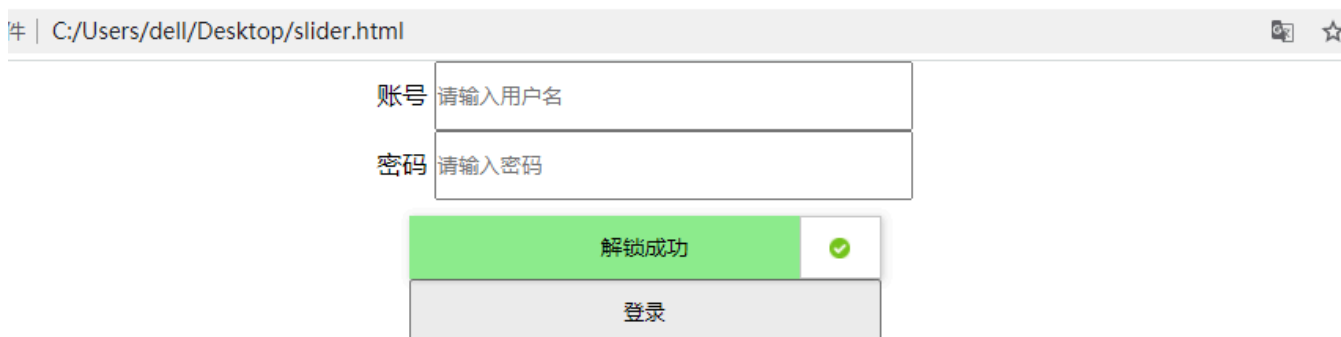 件 | C:/Users/dell/Desktop/slider.html
账号 请输入用户名
密码 请输入密码
解锁成功
登录